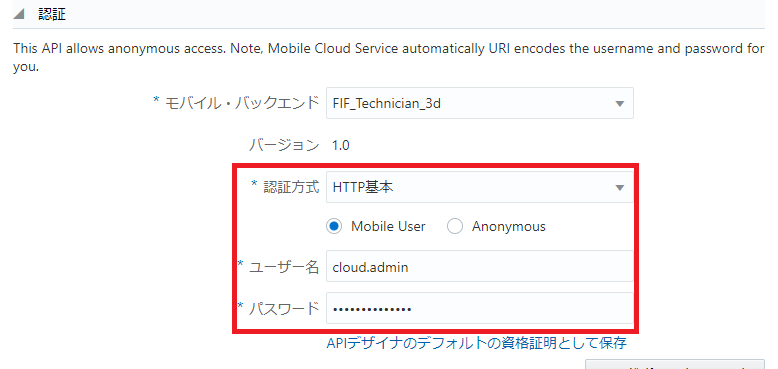 認証
This API allows anonymous access. Note, Mobile Cloud Service automatically URI encodes the username and password for
you.
* モバイル・バックエンド FIF_Technician_3d
バージョン 1.0
* 認証方式 HTTP基本
Mobile User Anonymous
* ユーザー名 cloud.admin
* パスワード ••••••••••••••
APIデザイナのデフォルトの資格証明として保存